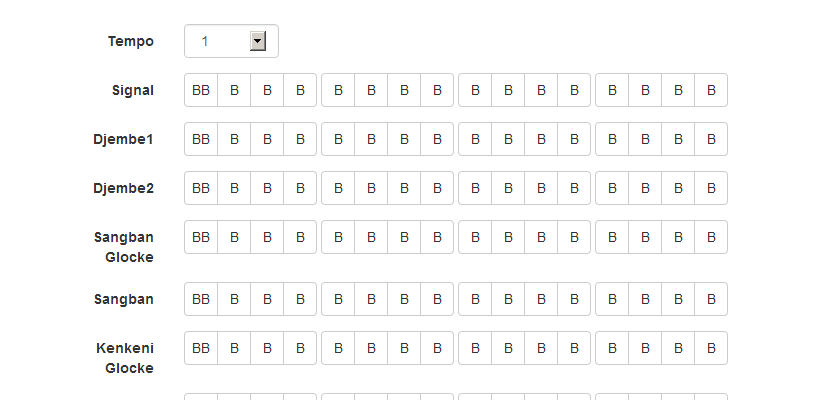 Tempo 1
Signal BB B B B B B B B B B B B B B B B
Djembe1 BB B B B B B B B B B B B B B B B
Djembe2 BB B B B B B B B B B B B B B B B
Sangban BB B B B B B B B B B B B B B B B
Glocke
Sangban BB B B B B B B B B B B B B B B B
Kenkeni BB B B B B B B B B B B B B B B B
Glocke